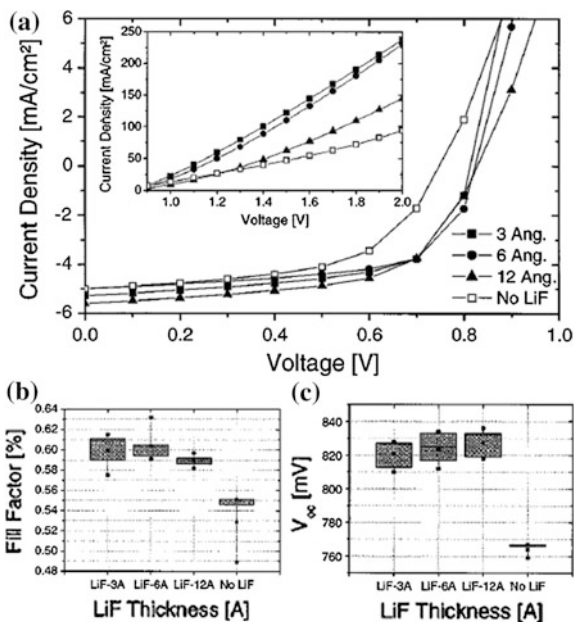 (a)
Current Density [mA/cm²]
6
4
2
0
-2
-4
-6
0.0 0.2 0.4 0.6 0.8 1.0
Voltage [V]
Current Density [mA/cm²]
250
200
150
100
50
0
1.0 1.2 1.4 1.6 1.8 2.0
Voltage [V]
3 Ang.
6 Ang.
12 Ang.
No LiF
(b)
Fill Factor [%]
0.64
0.62
0.60
0.58
0.56
0.54
0.52
0.50
0.48
LiF-3A LiF-6A LiF-12A No LiF
LiF Thickness [A]
(c)
V∞ [mV]
840
820
800
780
760
LiF-3A LiF-6A LiF-12A No LiF
LiF Thickness [A]